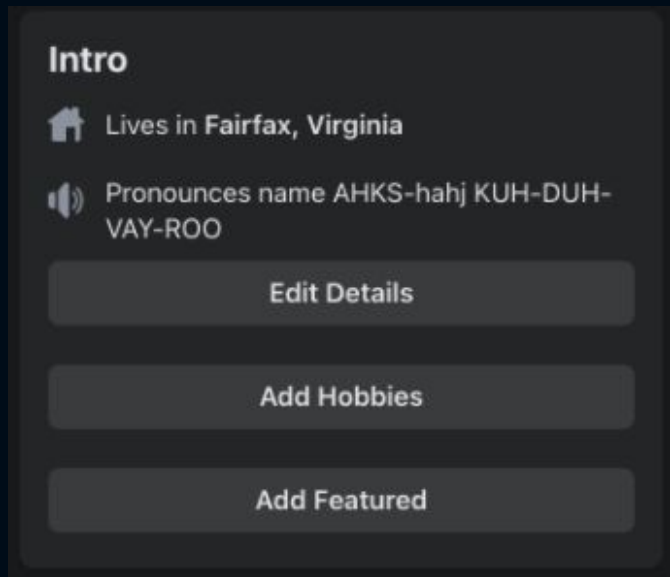 Intro
Lives in Fairfax, Virginia
Pronounces name AHKS-hahj KUH-DUH-
VAY-ROO
Edit Details
Add Hobbies
Add Featured